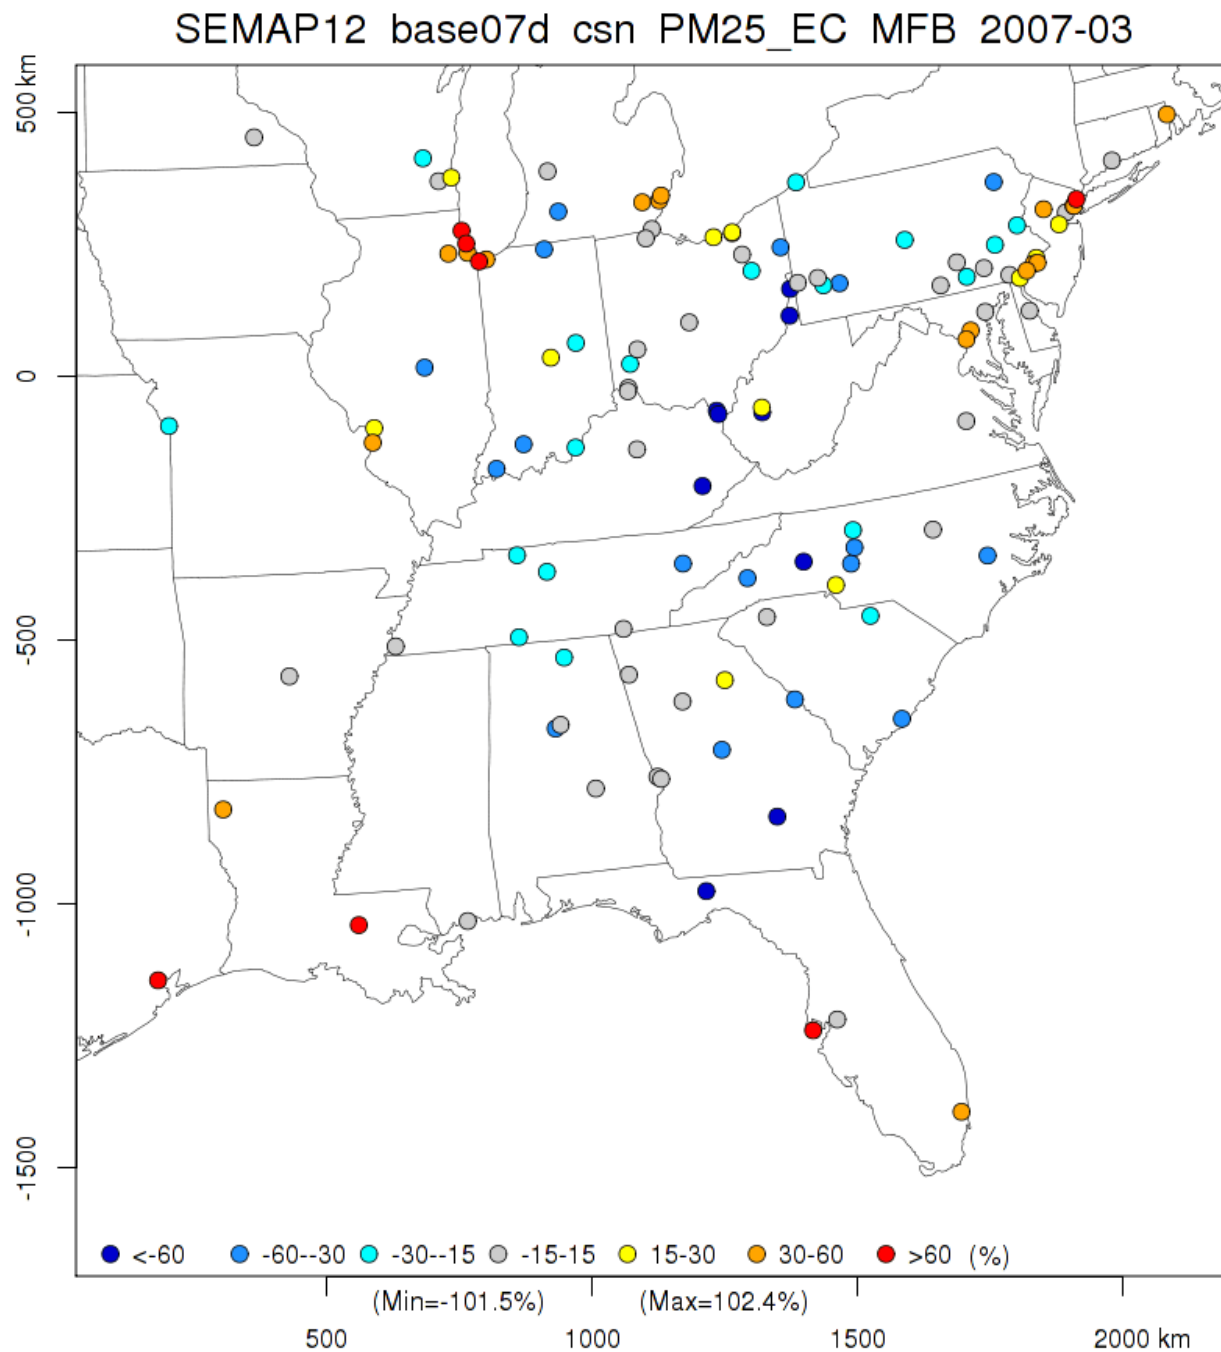 SEMAP12 base07d csn PM25_EC MFB 2007-03
500 km
0
-500
-1000
-1500
<-60 -60--30 -30--15 -15-15 15-30 30-60 >60 (%)
(Min=-101.5%) (Max=102.4%)
500 1000 1500 2000 km